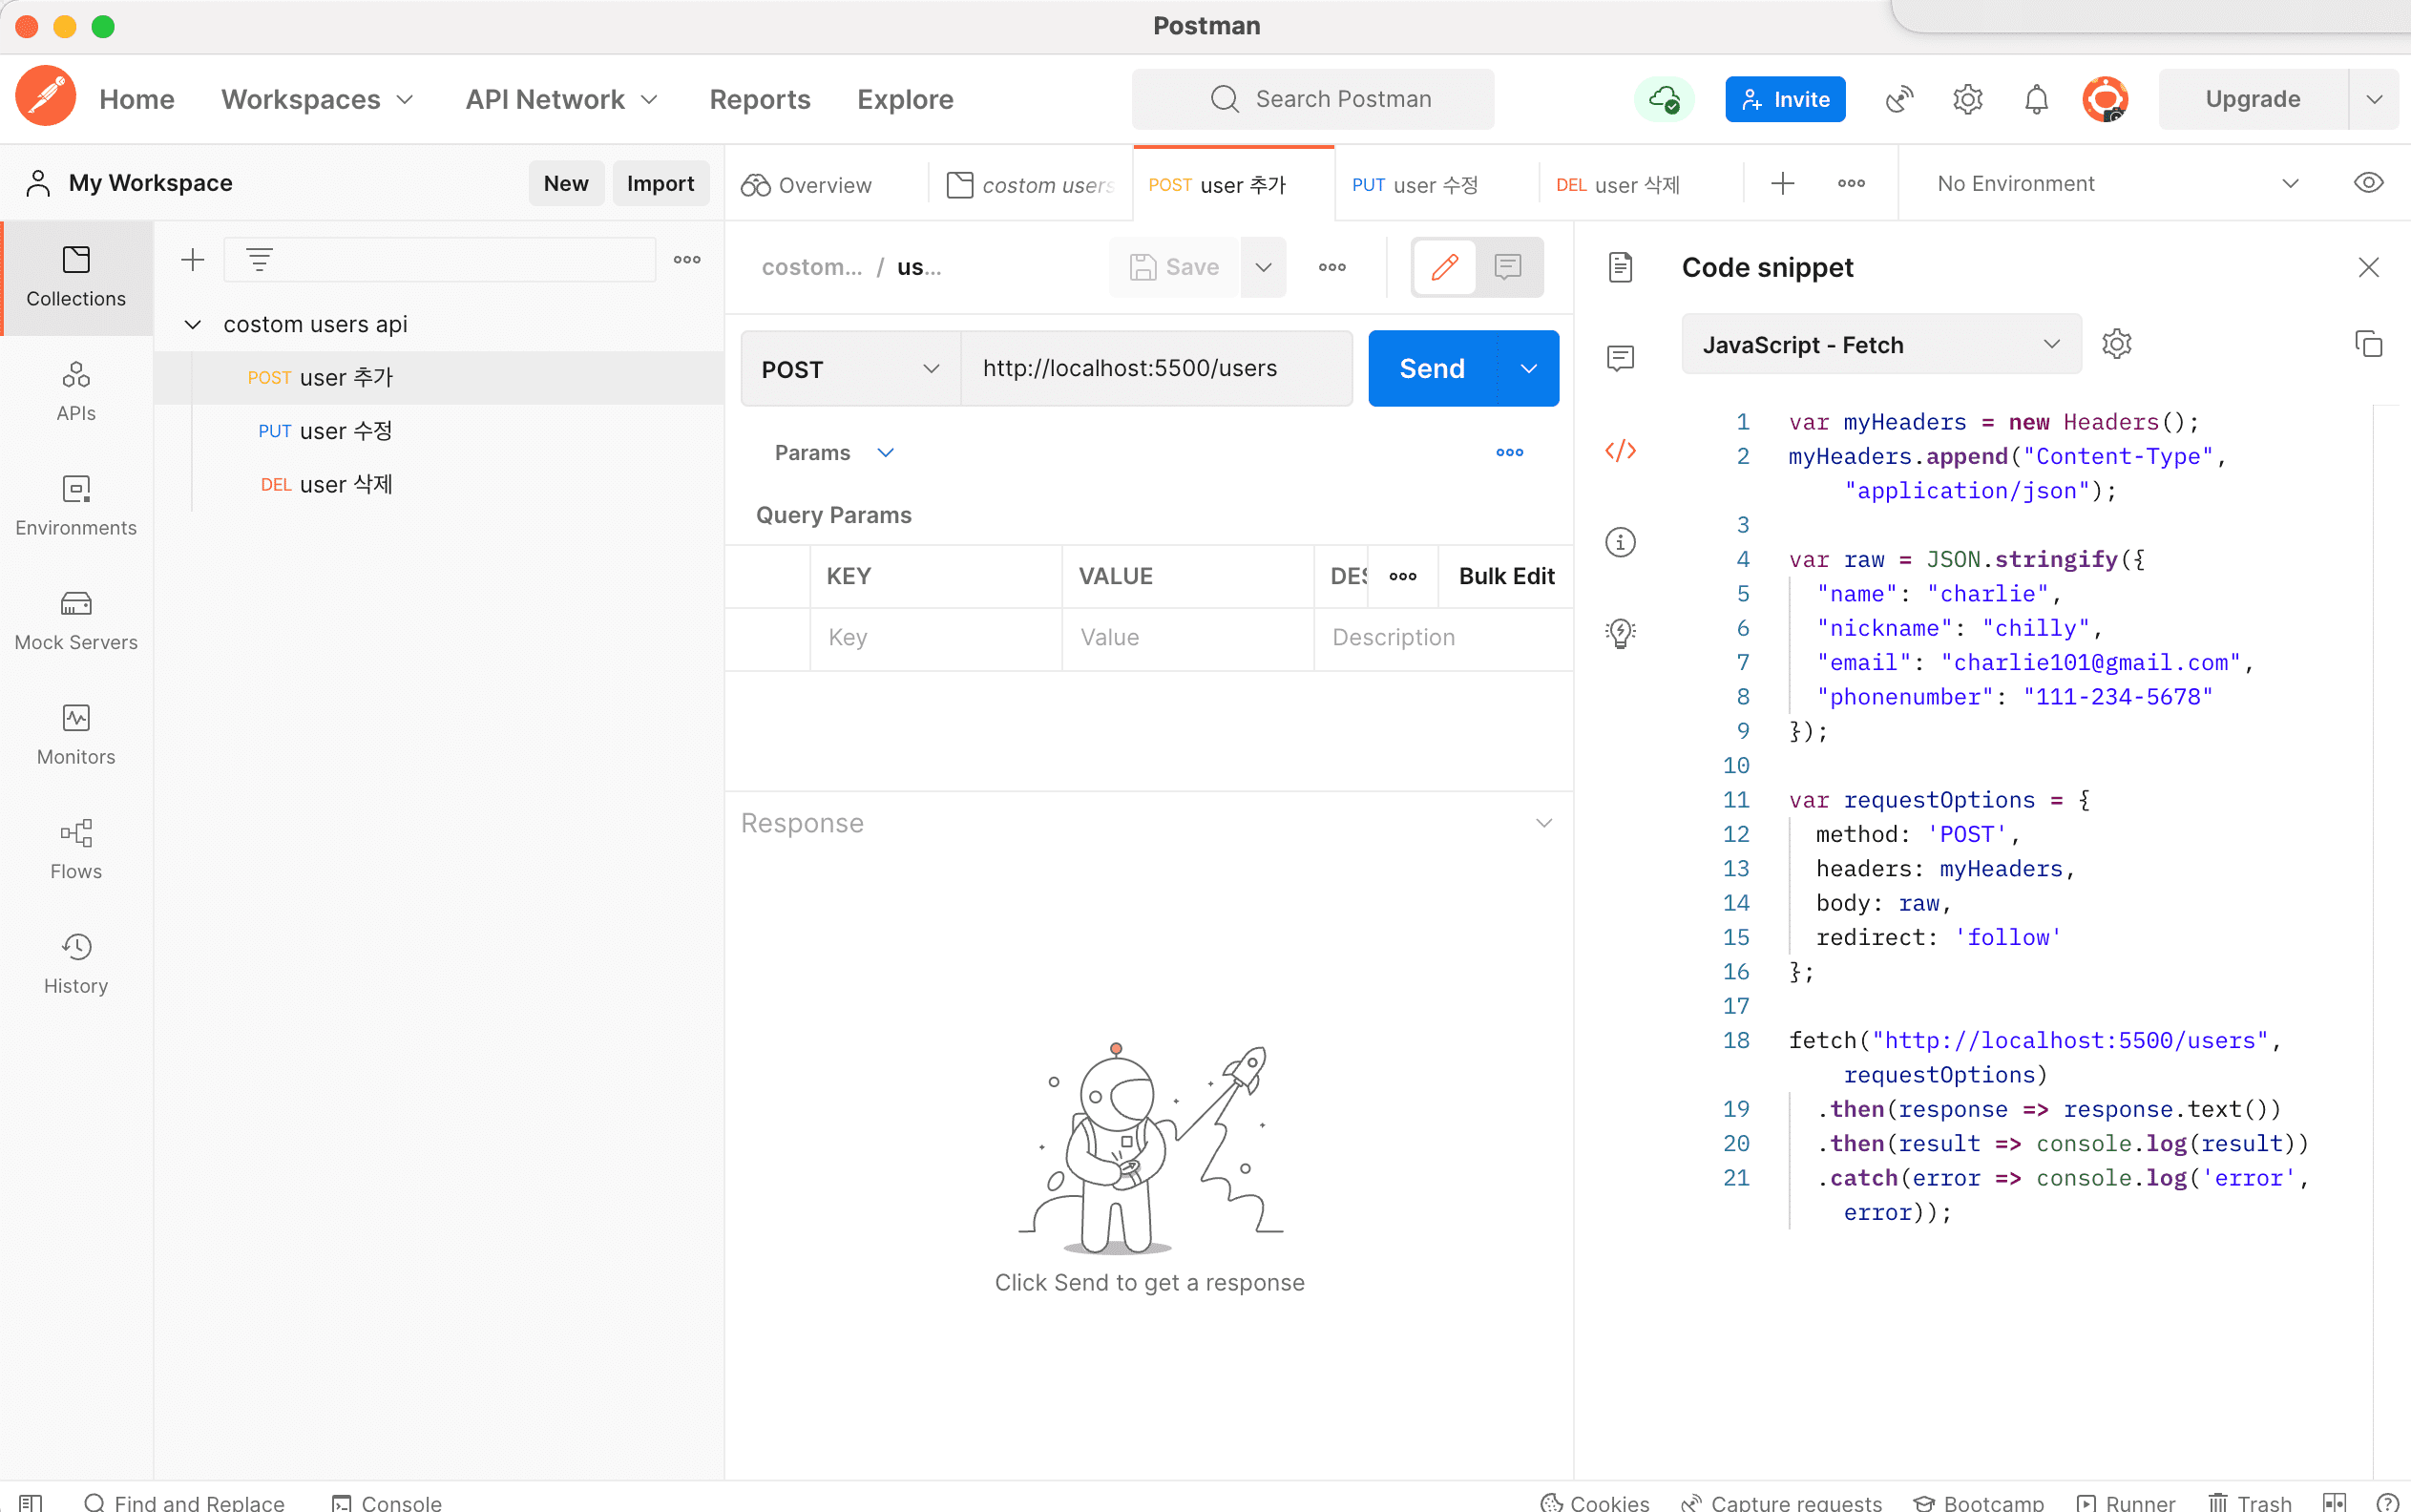 Postman
Home Workspaces API Network Reports Explore Search Postman Invite Upgrade
My Workspace New Import
Overview costom users POST user 추가 PUT user 수정 DEL user 삭제 No Environment
Collections
APIs
Environments
Mock Servers
Monitors
Flows
History
costom users api
POST user 추가
PUT user 수정
DEL user 삭제
costom... / us... Save
POST http://localhost:5500/users Send
Params
Query Params
KEY VALUE DES Bulk Edit
Key Value Description
Response
Click Send to get a response
Code snippet
JavaScript - Fetch
1 var myHeaders = new Headers();
2 myHeaders.append("Content-Type",
"application/json");
3
4 var raw = JSON.stringify({
5 "name": "charlie",
6 "nickname": "chilly",
7 "email": "charlie101@gmail.com",
8 "phonenumber": "111-234-5678"
9 });
10
11 var requestOptions = {
12 method: 'POST',
13 headers: myHeaders,
14 body: raw,
15 redirect: 'follow'
16 };
17
18 fetch("http://localhost:5500/users",
requestOptions)
19 .then(response => response.text())
20 .then(result => console.log(result))
21 .catch(error => console.log('error',
error));
Find and Replace Console Cookies Capture requests Bootcamp Runner Trash